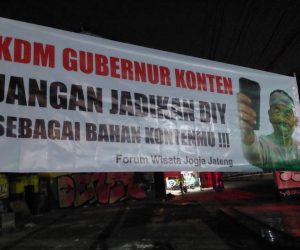 KDM GUBERNUR KONTEN
JANGAN JADIKAN DIY
SEBAGAI BAHAN KONTENMU !!!
Forum Wisata Jogja Jateng